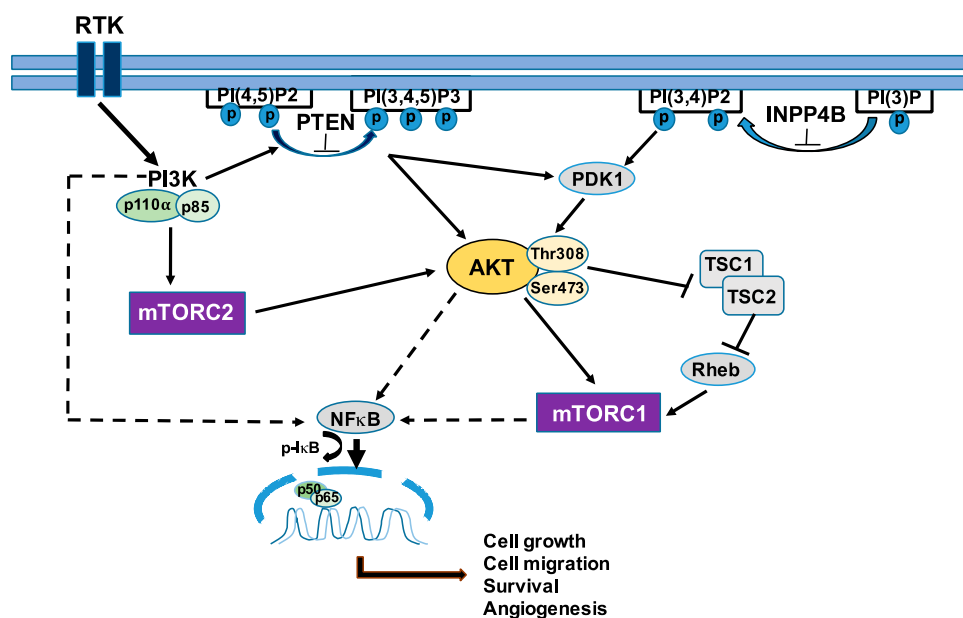 RTK
PI(4,5)P2
PI(3,4,5)P3
PI(3,4)P2
PI(3)P
p
p
p
p
p
p
p
p
PTEN
INPP4B
PI3K
p110α
p85
PDK1
AKT
Thr308
Ser473
TSC1
TSC2
mTORC2
Rheb
mTORC1
NFκB
p-IκB
p50
p65
Cell growth
Cell migration
Survival
Angiogenesis